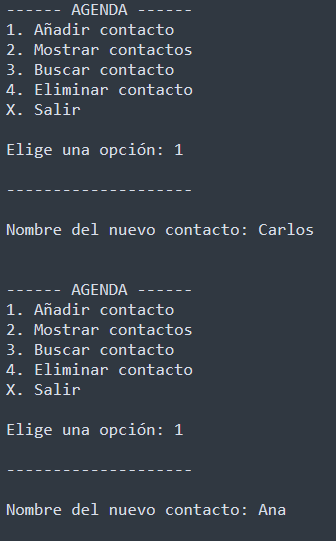 ------ AGENDA ------
1. Añadir contacto
2. Mostrar contactos
3. Buscar contacto
4. Eliminar contacto
X. Salir
Elige una opción: 1
--------------------
Nombre del nuevo contacto: Carlos
------ AGENDA ------
1. Añadir contacto
2. Mostrar contactos
3. Buscar contacto
4. Eliminar contacto
X. Salir
Elige una opción: 1
--------------------
Nombre del nuevo contacto: Ana